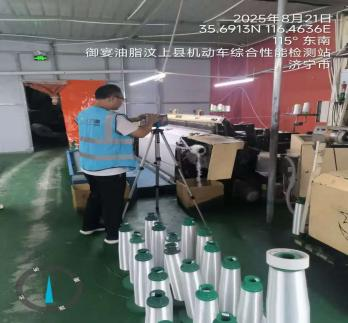 2025年8月21日
35.6913N 116.4636E
115° 东南
御宴油脂汶上县机动车综合性能检测站
济宁市